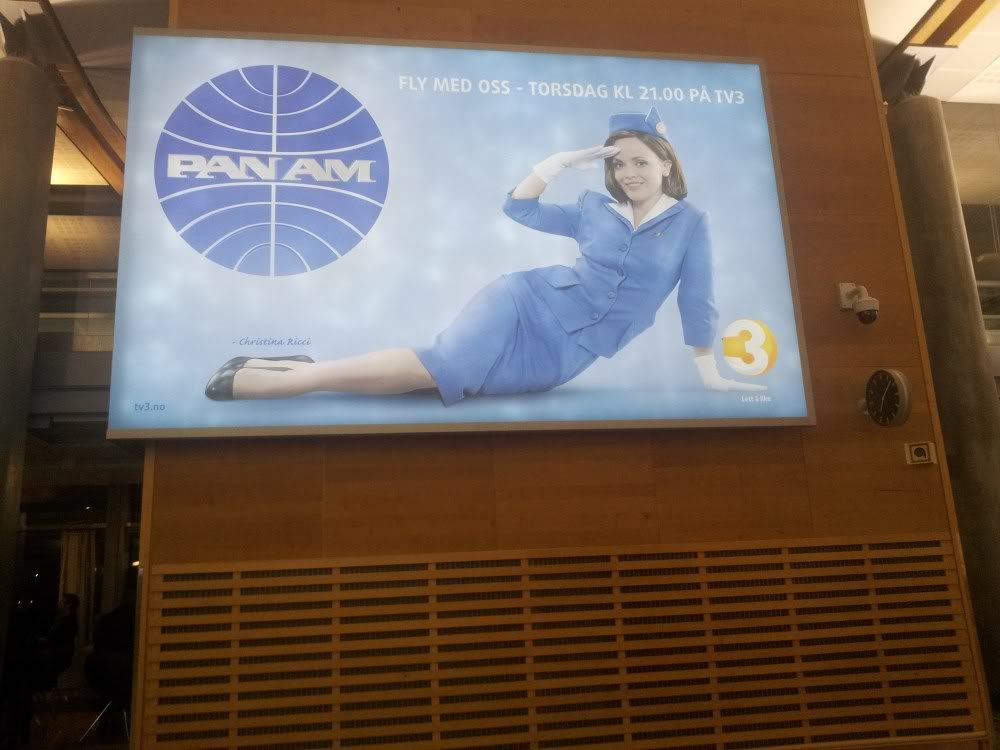 FLY MED OSS - TORSDAG KL 21.00 PÅ TV3
PAN AM
- Christina Ricci
3
tv3.no
Lett å like